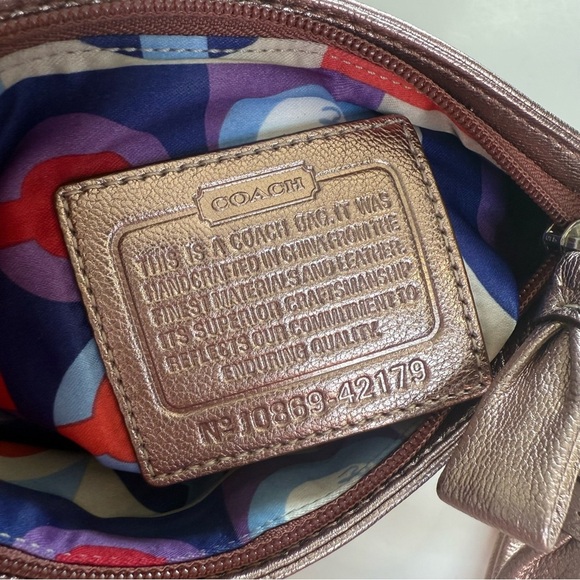 COACH
THIS IS A COACH BAG. IT WAS
HANDCRAFTED IN CHINA FROM THE
FINEST MATERIALS AND LEATHER.
ITS SUPERIOR CRAFTSMANSHIP
REFLECTS OUR COMMITMENT TO
ENDURING QUALITY.
Nº J0869-42179